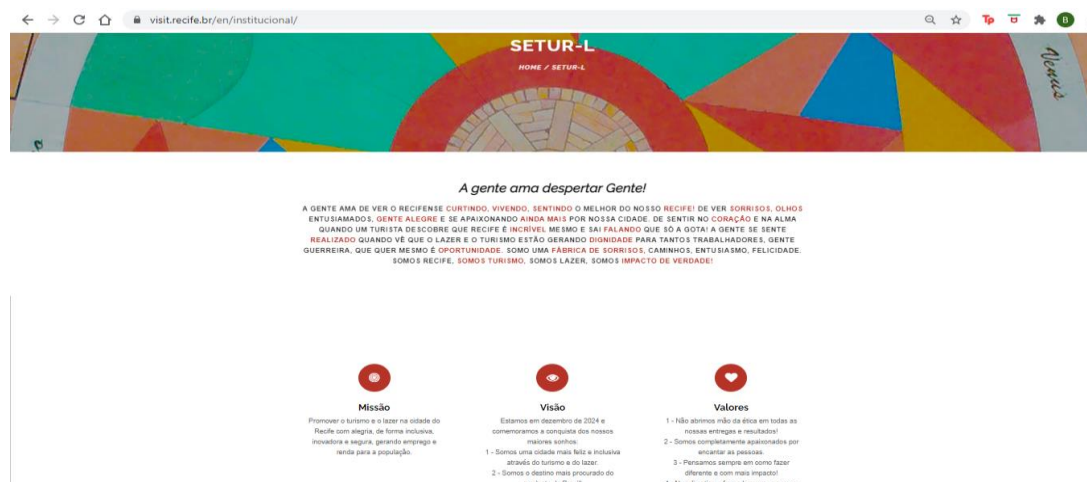 visit.recife.br/en/institucional/
Tp
B
SETUR-L
HOME / SETUR-L
Venus
A gente ama despertar Gente!
A GENTE AMA DE VER O RECIFENSE CURTINDO, VIVENDO, SENTINDO O MELHOR DO NOSSO RECIFE! DE VER SORRISOS, OLHOS
ENTUSIAMADOS, GENTE ALEGRE E SE APAIXONANDO AINDA MAIS POR NOSSA CIDADE. DE SENTIR NO CORAÇÃO E NA ALMA
QUANDO UM TURISTA DESCOBRE QUE RECIFE É INCRÍVEL MESMO E SAI FALANDO QUE SÓ A GOTA! A GENTE SE SENTE
REALIZADO QUANDO VÊ QUE O LAZER E O TURISMO ESTÃO GERANDO DIGNIDADE PARA TANTOS TRABALHADORES, GENTE
GUERREIRA, QUE QUER MESMO É OPORTUNIDADE. SOMO UMA FÁBRICA DE SORRISOS, CAMINHOS, ENTUSIASMO, FELICIDADE.
SOMOS RECIFE, SOMOS TURISMO, SOMOS LAZER, SOMOS IMPACTO DE VERDADE!
Missão
Promover o turismo e o lazer na cidade do
Recife com alegria, de forma inclusiva,
inovadora e segura, gerando emprego e
renda para a população.
Visão
Estamos em dezembro de 2024 e
comemoramos a conquista dos nossos
maiores sonhos:
1 - Somos uma cidade mais feliz e inclusiva
através do turismo e do lazer.
2 - Somos o destino mais procurado do
Valores
1 - Não abrimos mão da ética em todas as
nossas entregas e resultados!
2 - Somos completamente apaixonados por
encantar as pessoas.
3 - Pensamos sempre em como fazer
diferente e com mais impacto!